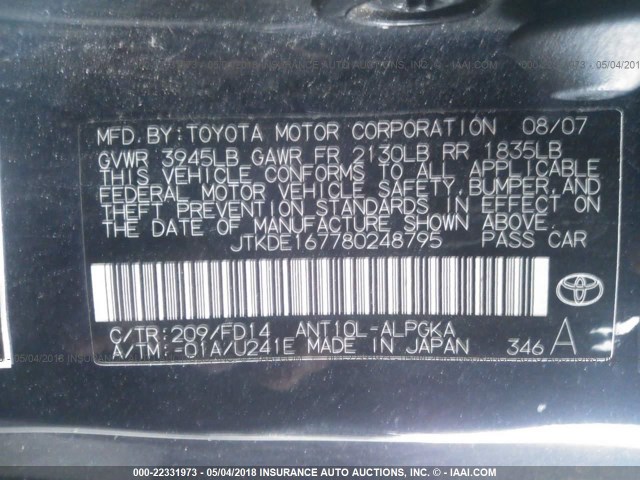 MFD.BY:TOYOTA MOTOR CORPORATION 08/07
GVWR 3945LB GAWR FR 2130LB RR 1835LB
THIS VEHICLE CONFORMS TO ALL APPLICABLE
FEDERAL MOTOR VEHICLE SAFETY, BUMPER, AND
THEFT PREVENTION STANDARDS IN EFFECT ON
THE DATE OF MANUFACTURE SHOWN ABOVE.
JTKDE167780248795 PASS CAR
C/TR:209/FD14 ANT10L-ALPGKA
A/TM:-01A/U241E MADE IN JAPAN 346 A
000-22331973 - 05/04/2018 INSURANCE AUTO AUCTIONS, INC. - © - IAAI.COM